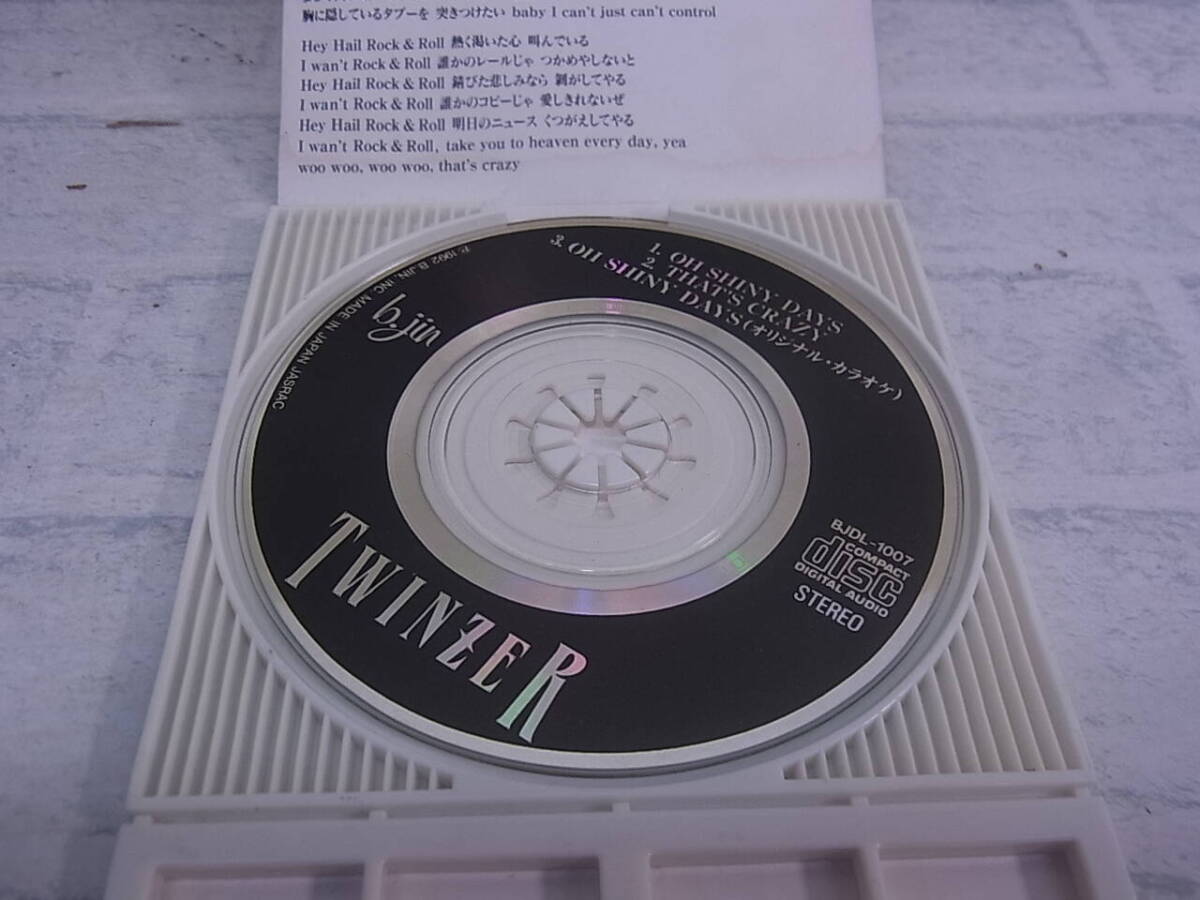 胸に隠しているタブーを 突きつけたい baby I can't just can't control
Hey Hail Rock & Roll 熱く渇いた心 叫んでいる
I wan't Rock & Roll 誰かのレールじゃ つかめやしないと
Hey Hail Rock & Roll 錆びた悲しみなら 剝がしてやる
I wan't Rock & Roll 誰かのコピーじゃ 愛しきれないぜ
Hey Hail Rock & Roll 明日のニュース くつがえしてやる
I wan't Rock & Roll, take you to heaven every day, yea
woo woo, woo woo, that's crazy
1. OH SHINY DAYS
2. THAT'S CRAZY
3. OH SHINY DAYS (オリジナル・カラオケ)
b.jin
℗ 1992 B.JIN, INC. MADE IN JAPAN JASRAC
BJDL-1007
COMPACT
disc
DIGITAL AUDIO
STEREO
TWINZER